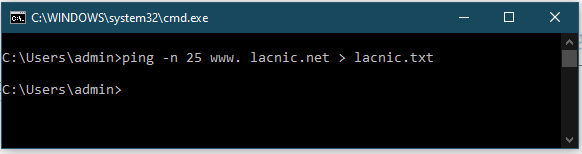 C:\WINDOWS\system32\cmd.exe
C:\Users\admin>ping -n 25 www. lacnic.net > lacnic.txt
C:\Users\admin>